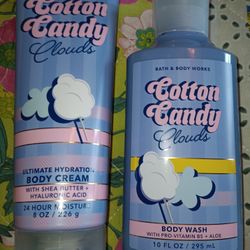 Cotton
Candy
Clouds
ULTIMATE HYDRATION
BODY CREAM
WITH SHEA BUTTER +
HYALURONIC ACID
24 HOUR MOISTURE
8 OZ / 226 g
BATH & BODY WORKS
Cotton
Candy
Clouds
BODY WASH
WITH PRO-VITAMIN B5 + ALOE
10 FL OZ / 295 mL